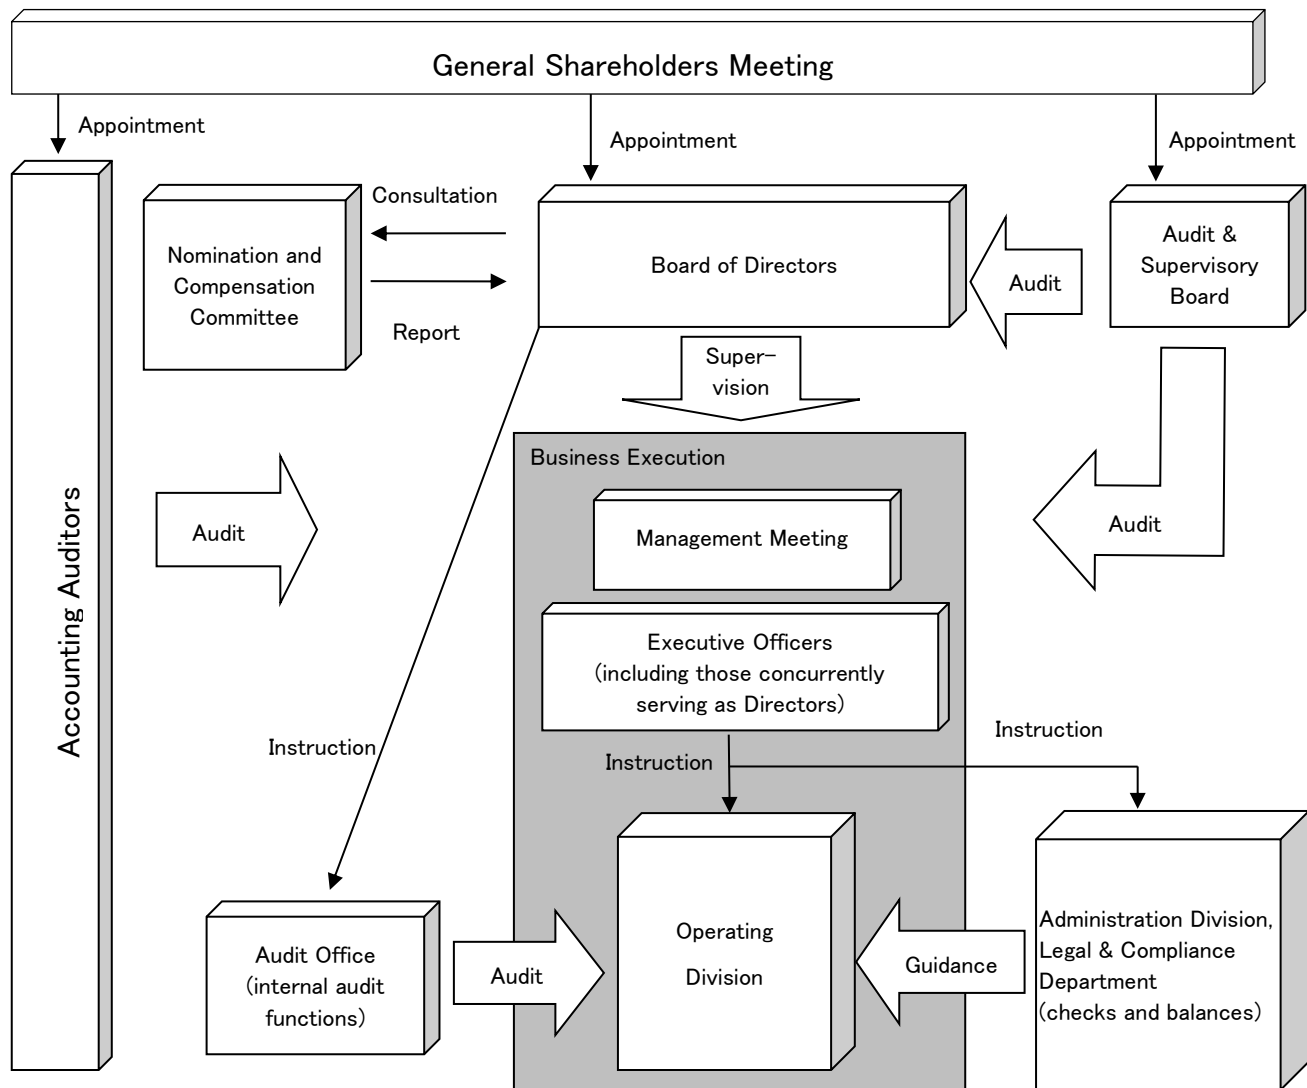 General Shareholders Meeting
Appointment
Appointment
Appointment
Accounting Auditors
Nomination and
Compensation
Committee
Consultation
Report
Board of Directors
Audit
Audit &
Supervisory
Board
Super-
vision
Audit
Business Execution
Management Meeting
Audit
Executive Officers
(including those concurrently
serving as Directors)
Instruction
Instruction
Instruction
Audit Office
(internal audit
functions)
Audit
Operating
Division
Guidance
Administration Division,
Legal & Compliance
Department
(checks and balances)